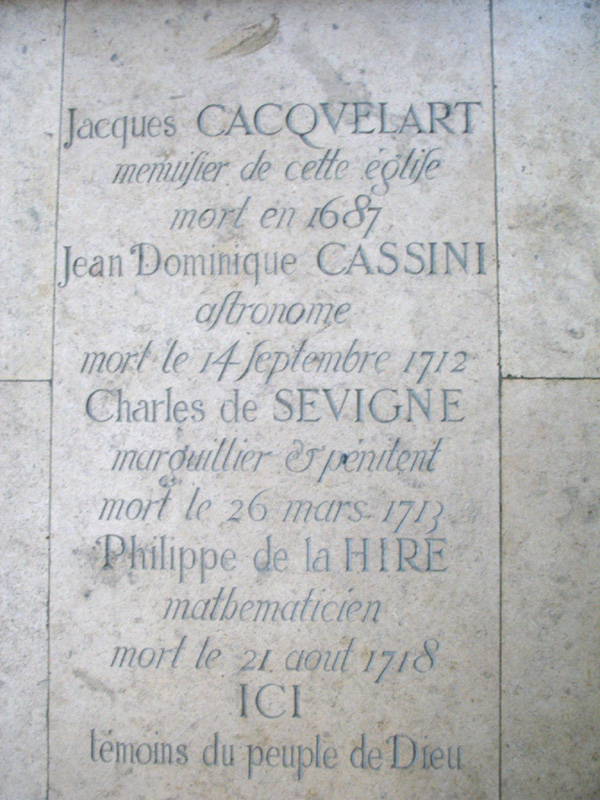 Jacques CACQVELART
menuiſier de cette égliſe
mort en 1687
Jean Dominique CASSINI
aſtronome
mort le 14 ſeptembre 1712
Charles de SEVIGNE
marguillier & pénitent
mort le 26 mars 1713
Philippe de la HIRE
mathematicien
mort le 21 aout 1718
ICI
témoins du peuple de Dieu